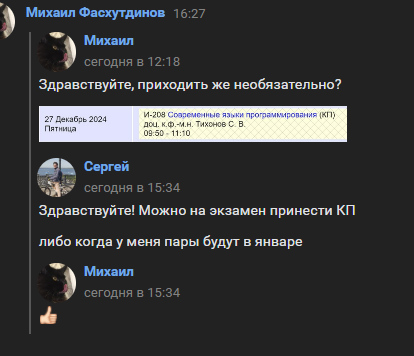 Михаил Фасхутдинов 16:27
Михаил
сегодня в 12:18
Здравствуйте, приходить же необязательно?
27 Декабрь 2024
Пятница
И-208 Современные языки программирования (КП)
доц. к.ф.-м.н. Тихонов С. В.
09:50 - 11:10
Сергей
сегодня в 15:34
Здравствуйте! Можно на экзамен принести КП
либо когда у меня пары будут в январе
Михаил
сегодня в 15:34